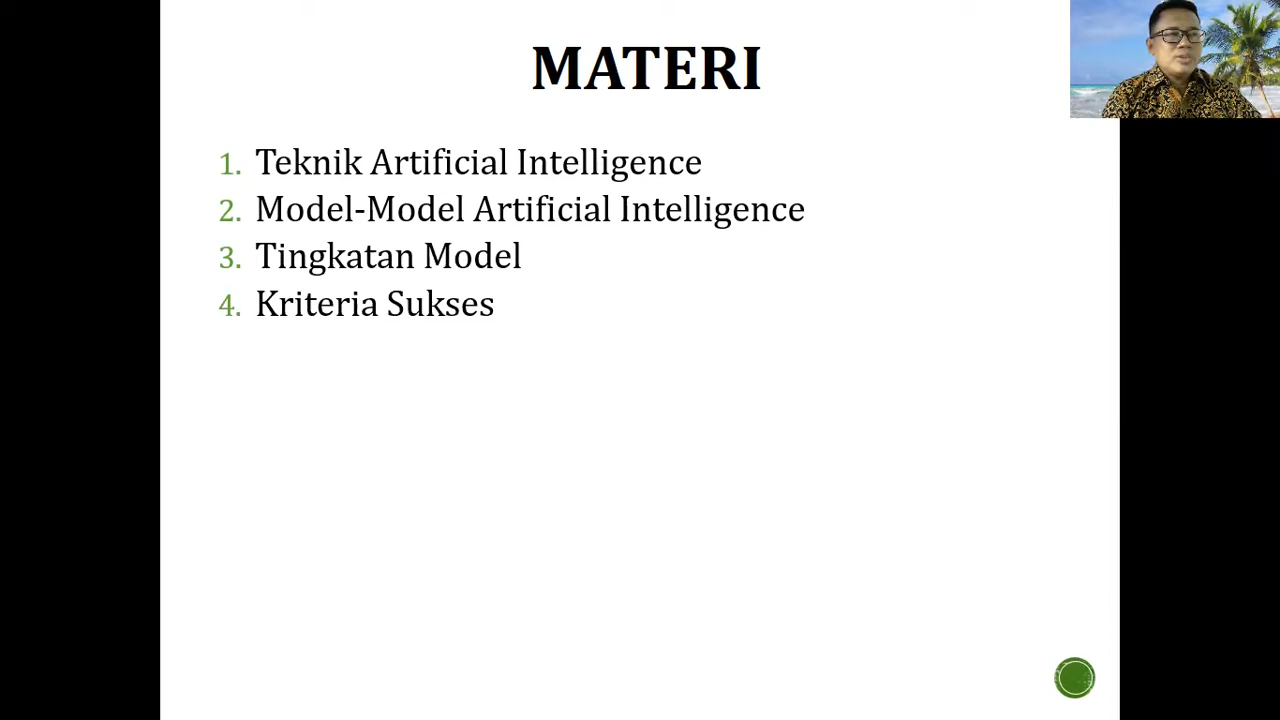 MATERI
1. Teknik Artificial Intelligence
2. Model-Model Artificial Intelligence
3. Tingkatan Model
4. Kriteria Sukses